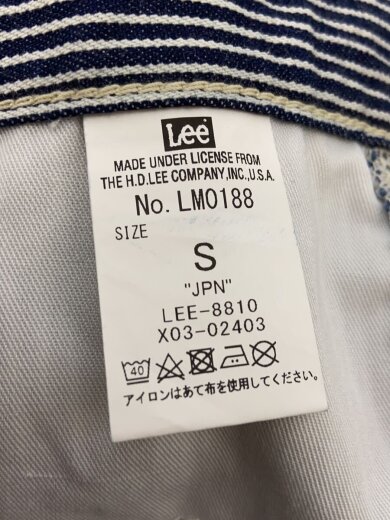 Lee
MADE UNDER LICENSE FROM
THE H.D.LEE COMPANY,INC.,U.S.A.
No. LM0188
SIZE
S
"JPN"
LEE-8810
X03-02403
40
アイロンはあて布を使用してください。